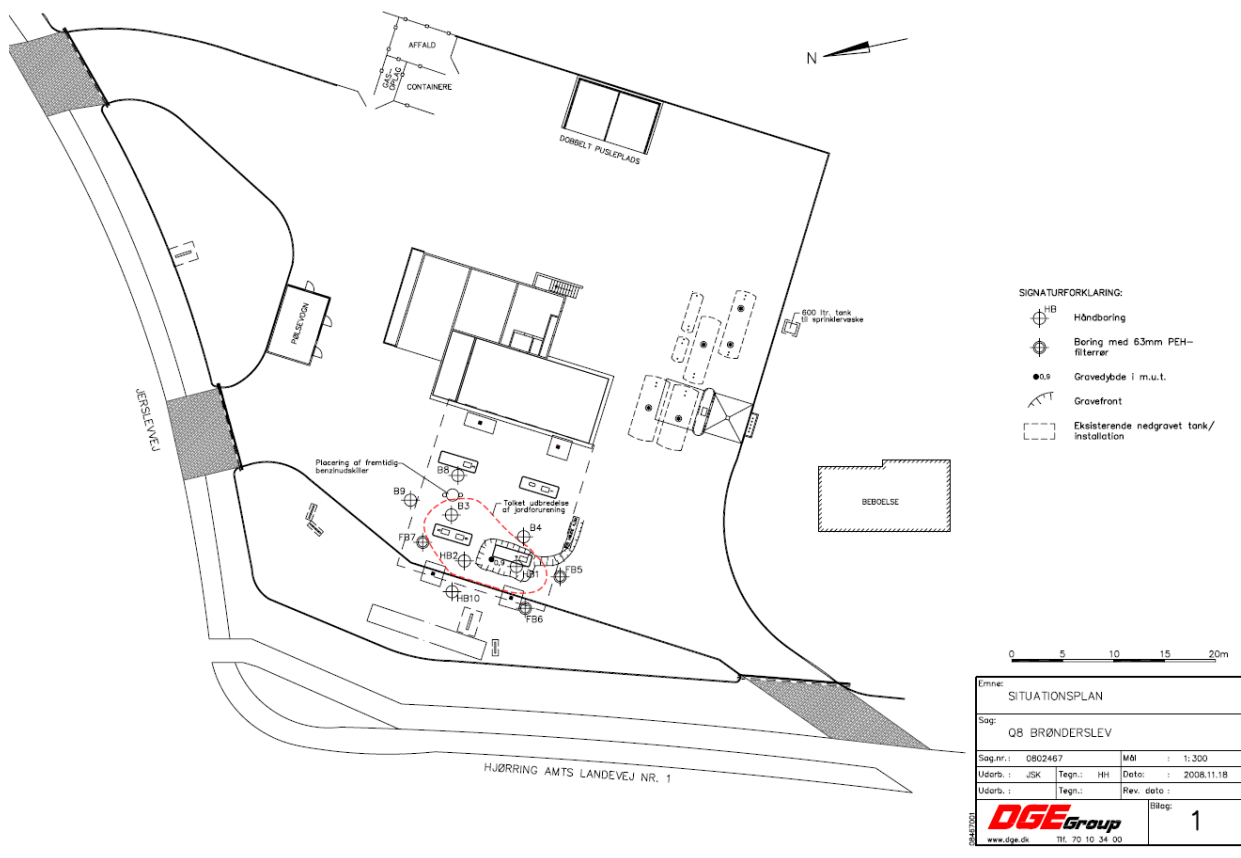 AFFALD
GAS-
OPLAG
CONTAINERE
N
DOBBELT PUSLEPLADS
PØLSEVOGN
JERSLEVVEJ
600 ltr. tank
til sprinklervæske
SIGNATURFORKLARING:
HB
Håndboring
Boring med 63mm PEH-
filterrør
0,9
Gravedybde i m.u.t.
Gravefront
Eksisterende nedgravet tank/
installation
BEBOELSE
Placering af fremtidig
benzinudskiller
B8
B9
B3
Tolket udbredelse
af jordforurening
B4
FB7
HB2
0,9
HB1
FB5
HB10
FB6
HJØRRING AMTS LANDEVEJ NR. 1
0 5 10 15 20m
Emne:
SITUATIONSPLAN
Sag:
Q8 BRØNDERSLEV
Sag.nr.: 0802467 Mål : 1:300
Udarb. : JSK Tegn.: HH Dato: : 2008.11.18
Udarb. : Tegn.: Rev. dato :
DGE Group
www.dge.dk Tlf. 70 10 34 00
Bilag:
1